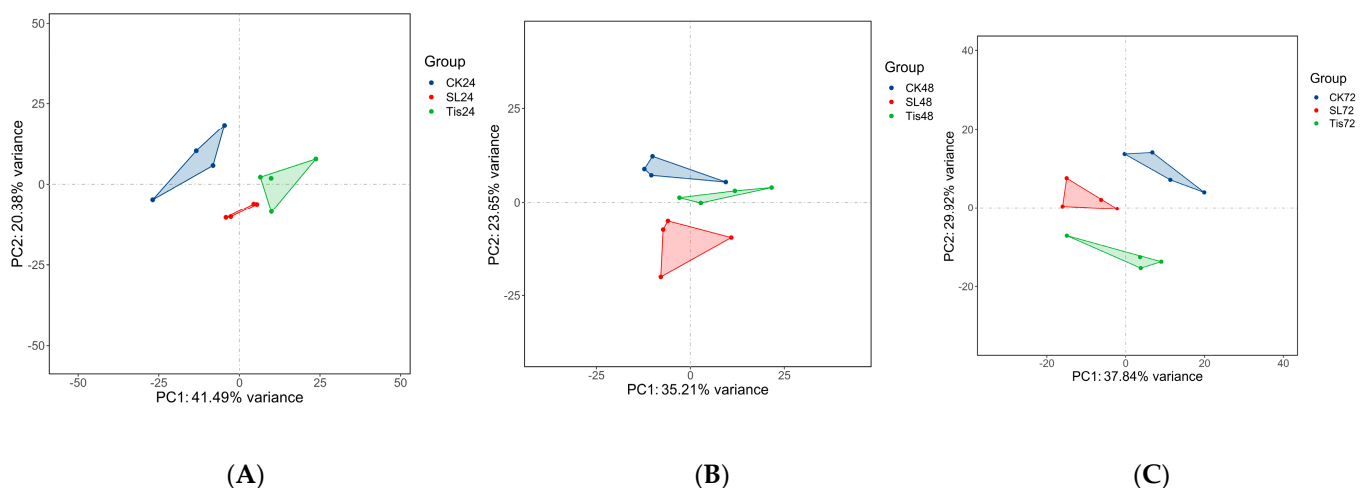 50
25
0
-25
-50
-50
-25
0
25
50
PC2: 20.38% variance
PC1: 41.49% variance
Group
CK24
SL24
Tis24
25
0
-25
-25
0
25
PC2: 23.65% variance
PC1: 35.21% variance
Group
CK48
SL48
Tis48
40
20
0
-20
-20
0
20
40
PC2: 29.92% variance
PC1: 37.84% variance
Group
CK72
SL72
Tis72
(A)
(B)
(C)